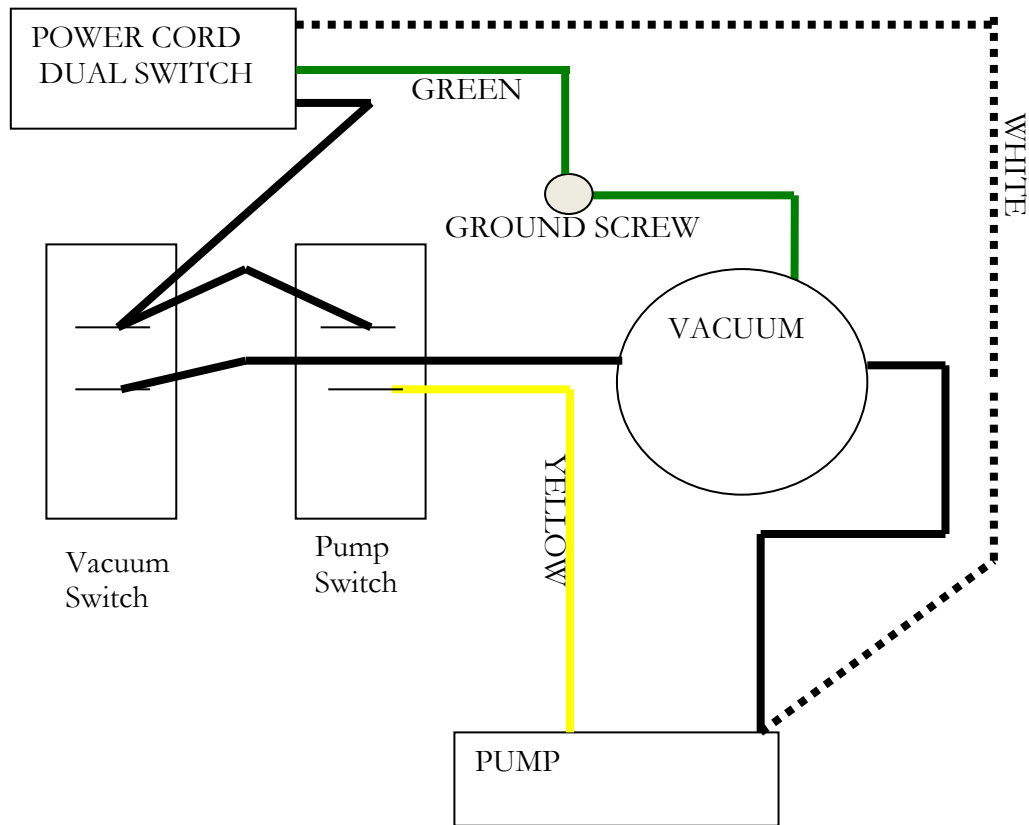 POWER CORD
DUAL SWITCH
GREEN
WHITE
GROUND SCREW
VACUUM
Vacuum
Switch
Pump
Switch
YELLOW
PUMP